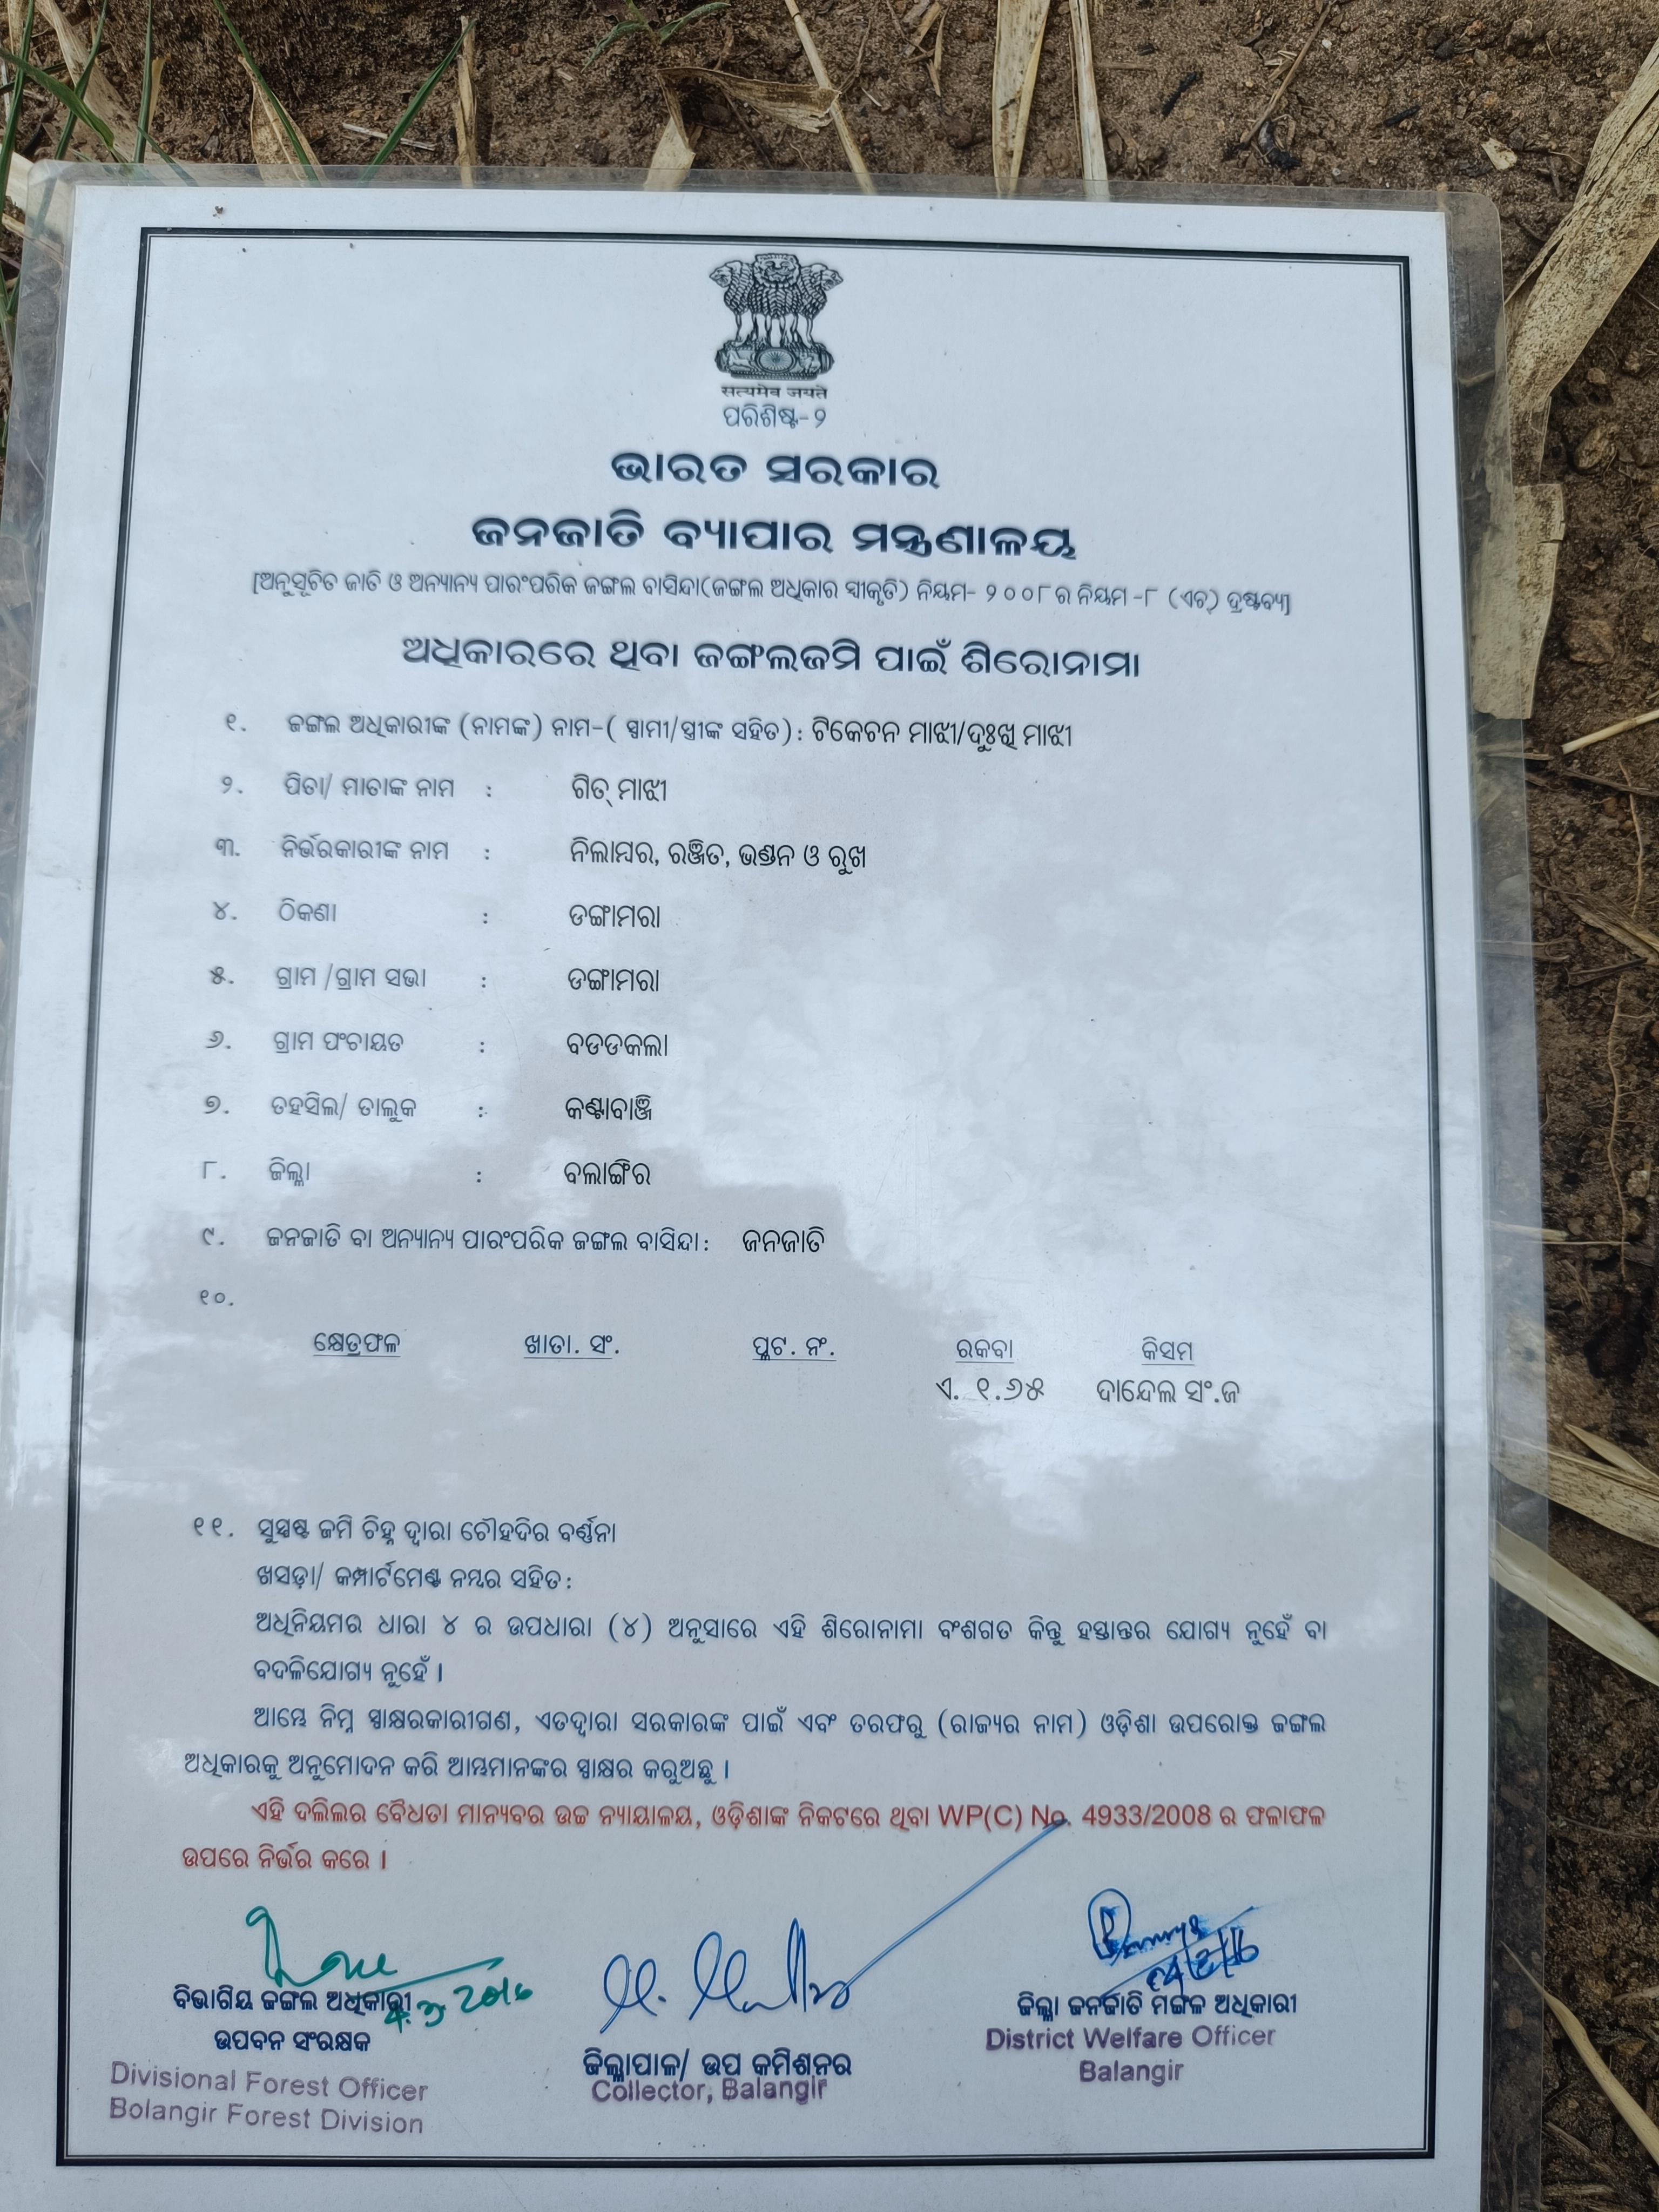 सत्यमेव जयते
ପରିଶିଷ୍ଟ-୨
ଭାରତ ସରକାର
ଜନଜାତି ବ୍ୟାପାର ମନ୍ତ୍ରଣାଳୟ
[ଅନୁସୂଚିତ ଜାତି ଓ ଅନ୍ୟାନ୍ୟ ପାରଂପରିକ ଜଙ୍ଗଲ ବାସିନ୍ଦା(ଜଙ୍ଗଲ ଅଧିକାର ସ୍ୱୀକୃତି) ନିୟମ- ୨୦୦୮ ର ନିୟମ -୮ (ଏଚ୍) ଦ୍ରଷ୍ଟବ୍ୟ]
ଅଧିକାରରେ ଥିବା ଜଙ୍ଗଲଜମି ପାଇଁ ଶିରୋନାମା
୧. ଜଙ୍ଗଲ ଅଧିକାରୀଙ୍କ (ନାମଙ୍କ) ନାମ-( ସ୍ୱାମୀ/ସ୍ତ୍ରୀଙ୍କ ସହିତ): ଟିକେଚନ ମାଝୀ/ଦୁଃଖି ମାଝୀ
୨. ପିତା/ ମାତାଙ୍କ ନାମ : ଗିତ୍ ମାଝୀ
୩. ନିର୍ଭରକାରୀଙ୍କ ନାମ : ନିଲାମ୍ବର, ରଞ୍ଜିତ, ଭଣ୍ଡନ ଓ ରୁଖ
୪. ଠିକଣା : ଡଙ୍ଗାମରା
୫. ଗ୍ରାମ /ଗ୍ରାମ ସଭା : ଡଙ୍ଗାମରା
୬. ଗ୍ରାମ ପଂଚାୟତ : ବଡଡକଲା
୭. ତହସିଲ/ ତାଲୁକ : କଣ୍ଟାବାଞ୍ଜି
୮. ଜିଲ୍ଲା : ବଲାଙ୍ଗିର
୯. ଜନଜାତି ବା ଅନ୍ୟାନ୍ୟ ପାରଂପରିକ ଜଙ୍ଗଲ ବାସିନ୍ଦା: ଜନଜାତି
୧୦.
କ୍ଷେତ୍ରଫଳ ଖାତା. ସଂ. ପ୍ଲଟ. ନଂ. ରକବା କିସମ
ଏ. ୧.୬୫ ଦାନ୍ଦେଲ ସଂ.ଜ
୧୧. ସୁସ୍ପଷ୍ଟ ଜମି ଚିହ୍ନ ଦ୍ୱାରା ଚୌହଦିର ବର୍ଣ୍ଣନା
ଖସଡ଼ା/ କମ୍ପାର୍ଟମେଣ୍ଟ ନମ୍ବର ସହିତ:
ଅଧିନିୟମର ଧାରା ୪ ର ଉପଧାରା (୪) ଅନୁସାରେ ଏହି ଶିରୋନାମା ବଂଶଗତ କିନ୍ତୁ ହସ୍ତାନ୍ତର ଯୋଗ୍ୟ ନୁହେଁ ବା
ବଦଳିଯୋଗ୍ୟ ନୁହେଁ ।
ଆମ୍ଭେ ନିମ୍ନ ସ୍ୱାକ୍ଷରକାରୀଗଣ, ଏତଦ୍ୱାରା ସରକାରଙ୍କ ପାଇଁ ଏବଂ ତରଫରୁ (ରାଜ୍ୟର ନାମ) ଓଡ଼ିଶା ଉପରୋକ୍ତ ଜଙ୍ଗଲ
ଅଧିକାରକୁ ଅନୁମୋଦନ କରି ଆମ୍ଭମାନଙ୍କର ସ୍ୱାକ୍ଷର କରୁଅଛୁ ।
ଏହି ଦଲିଲର ବୈଧତା ମାନ୍ୟବର ଉଚ୍ଚ ନ୍ୟାୟାଳୟ, ଓଡ଼ିଶାଙ୍କ ନିକଟରେ ଥିବା WP(C) No. 4933/2008 ର ଫଳାଫଳ
ଉପରେ ନିର୍ଭର କରେ ।
ବିଭାଗିୟ ଜଙ୍ଗଲ ଅଧିକାରୀ
ଉପବନ ସଂରକ୍ଷକ
Divisional Forest Officer
Bolangir Forest Division
ଜିଲ୍ଲାପାଳ/ ଉପ କମିଶନର
Collector, Balangir
ଜିଲ୍ଲା ଜନଜାତି ମଙ୍ଗଳ ଅଧିକାରୀ
District Welfare Officer
Balangir